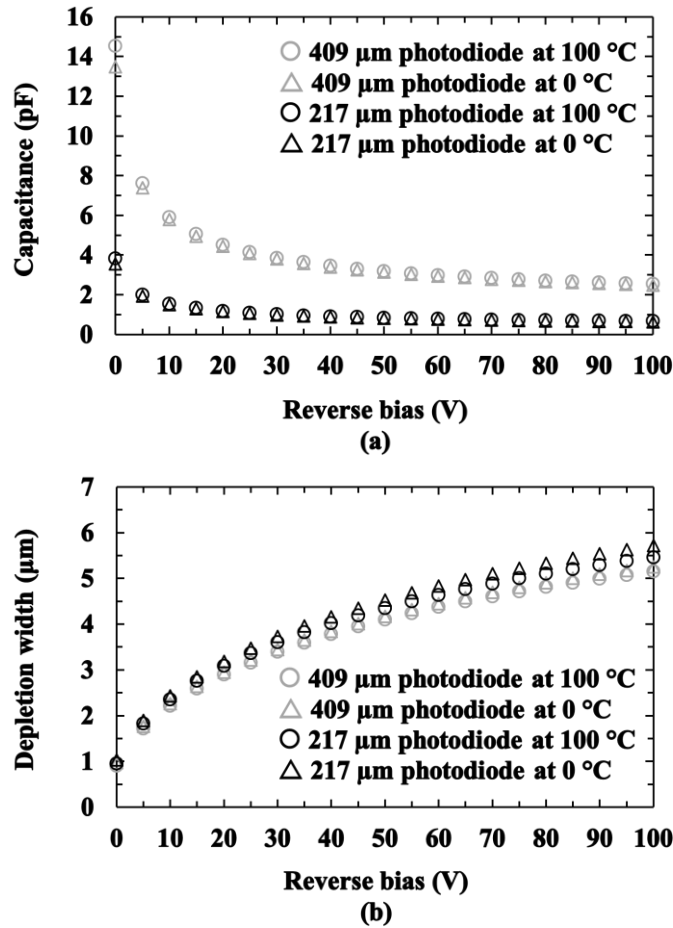 16
14
12
10
8
6
4
2
0
Capacitance (pF)
409 µm photodiode at 100 °C
409 µm photodiode at 0 °C
217 µm photodiode at 100 °C
217 µm photodiode at 0 °C
0 10 20 30 40 50 60 70 80 90 100
Reverse bias (V)
(a)
7
6
5
4
3
2
1
0
Depletion width (µm)
409 µm photodiode at 100 °C
409 µm photodiode at 0 °C
217 µm photodiode at 100 °C
217 µm photodiode at 0 °C
0 10 20 30 40 50 60 70 80 90 100
Reverse bias (V)
(b)